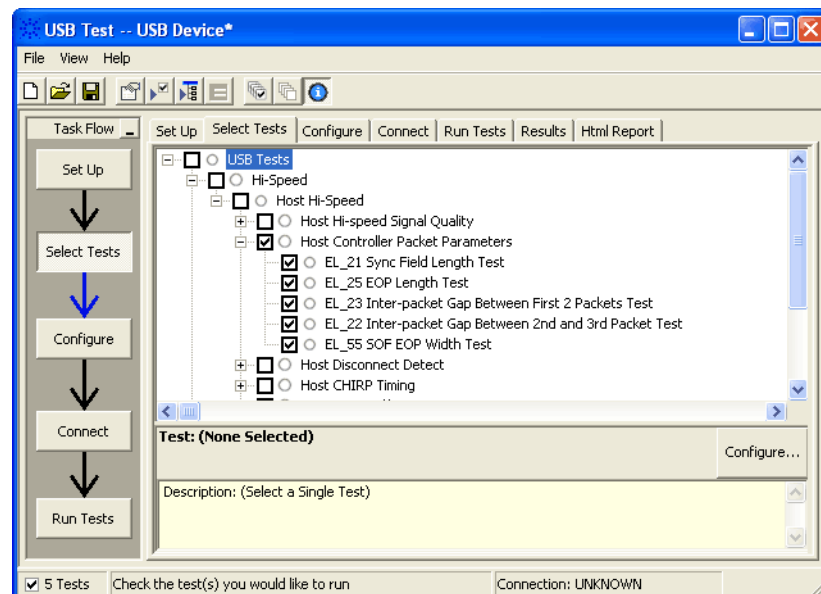 USB Test -- USB Device*
File View Help
Task Flow
Set Up
Select Tests
Configure
Connect
Run Tests
Set Up Select Tests Configure Connect Run Tests Results Html Report
USB Tests
Hi-Speed
Host Hi-Speed
Host Hi-speed Signal Quality
Host Controller Packet Parameters
EL_21 Sync Field Length Test
EL_25 EOP Length Test
EL_23 Inter-packet Gap Between First 2 Packets Test
EL_22 Inter-packet Gap Between 2nd and 3rd Packet Test
EL_55 SOF EOP Width Test
Host Disconnect Detect
Host CHIRP Timing
Test: (None Selected)
Configure...
Description: (Select a Single Test)
5 Tests Check the test(s) you would like to run Connection: UNKNOWN